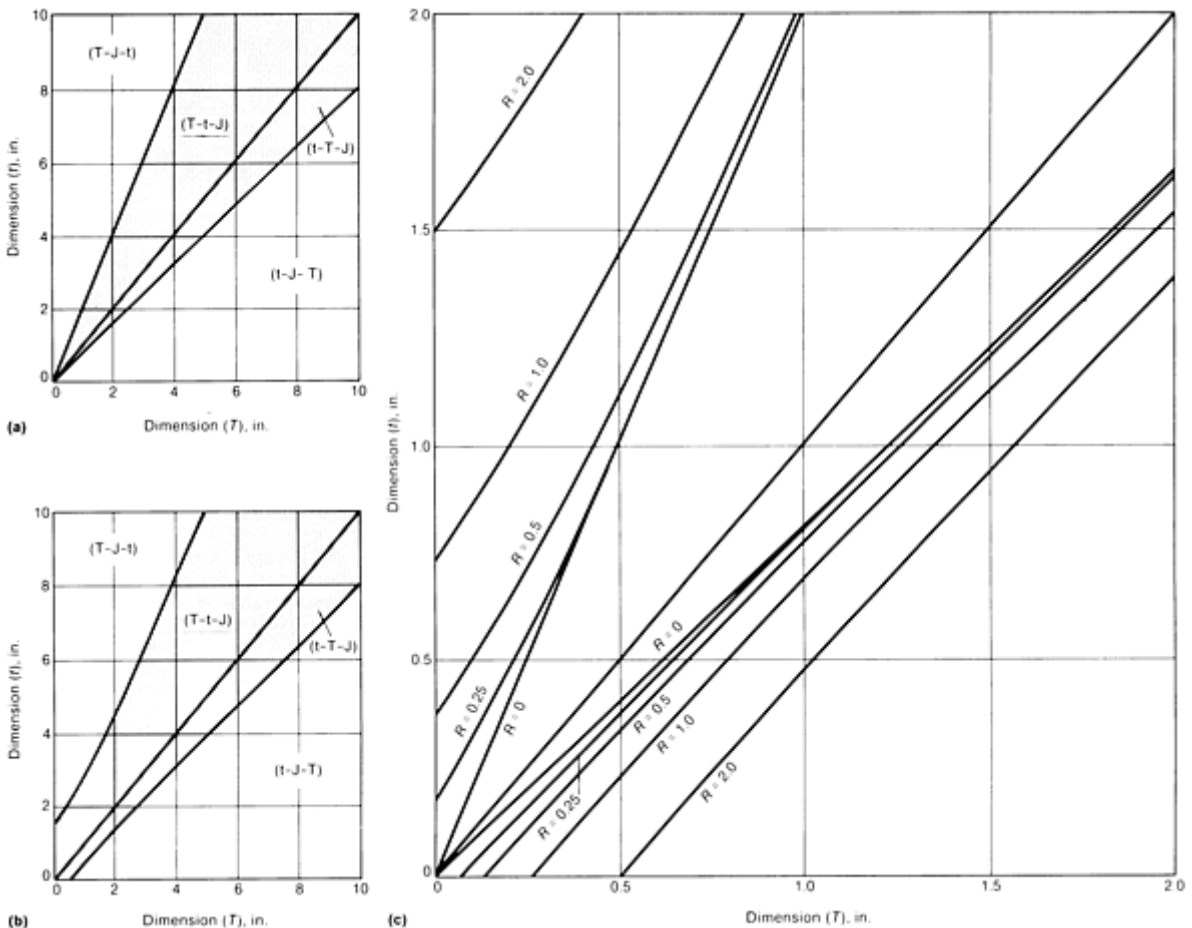 10
8
6
4
2
0
Dimension (t), in.
(T-J-t)
(T-t-J)
(t-T-J)
(t-J-T)
0 2 4 6 8 10
Dimension (T), in.
(a)
10
8
6
4
2
0
Dimension (t), in.
(T-J-t)
(T-t-J)
(t-T-J)
(t-J-T)
0 2 4 6 8 10
Dimension (T), in.
(b)
2.0
1.5
1.0
0.5
0
Dimension (t), in.
R = 2.0
R = 1.0
R = 0.5
R = 0.25
R = 0
R = 0
R = 0.25
R = 0.5
R = 1.0
R = 2.0
0 0.5 1.0 1.5 2.0
Dimension (T), in.
(c)